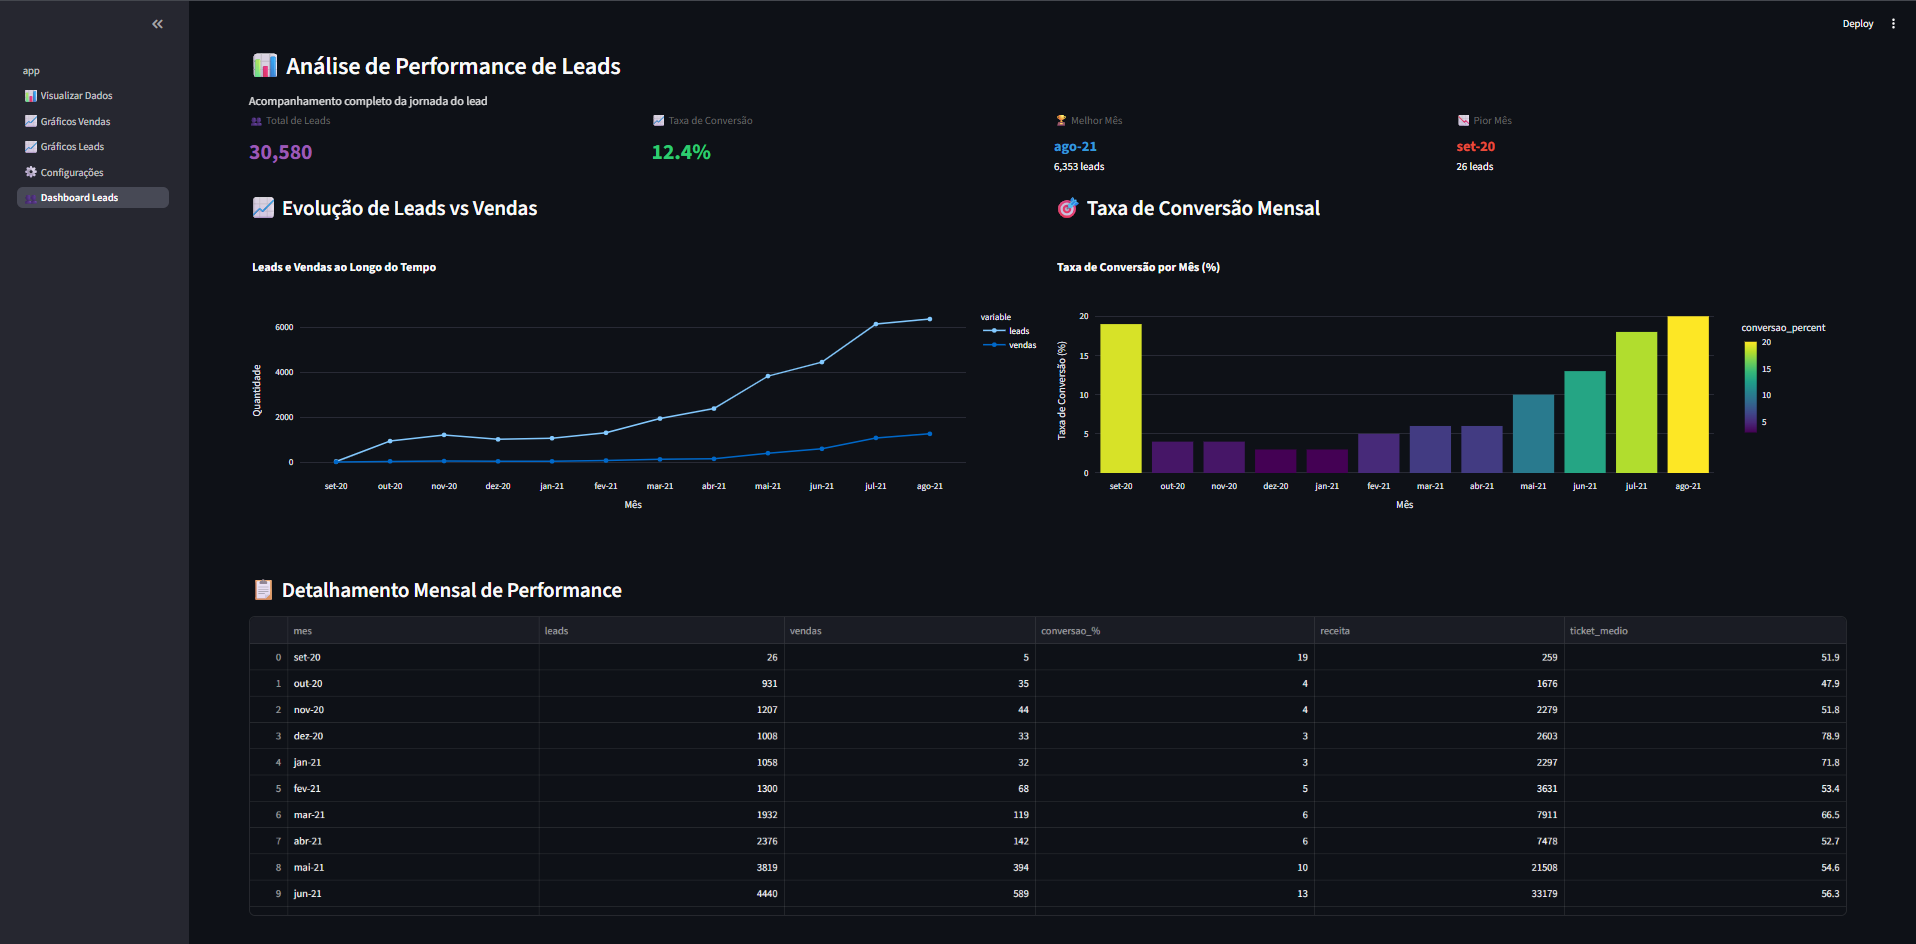 Deploy
app
Visualizar Dados
Gráficos Vendas
Gráficos Leads
Configurações
Dashboard Leads
Análise de Performance de Leads
Acompanhamento completo da jornada do lead
Total de Leads
30,580
Taxa de Conversão
12.4%
Melhor Mês
ago-21
6,353 leads
Pior Mês
set-20
26 leads
Evolução de Leads vs Vendas
Leads e Vendas ao Longo do Tempo
Quantidade
6000
4000
2000
0
set-20 out-20 nov-20 dez-20 jan-21 fev-21 mar-21 abr-21 mai-21 jun-21 jul-21 ago-21
Mês
variable
leads
vendas
Taxa de Conversão Mensal
Taxa de Conversão por Mês (%)
Taxa de Conversão (%)
20
15
10
5
0
set-20 out-20 nov-20 dez-20 jan-21 fev-21 mar-21 abr-21 mai-21 jun-21 jul-21 ago-21
Mês
conversao_percent
20
15
10
5
Detalhamento Mensal de Performance
mes leads vendas conversao_% receita ticket_medio
0 set-20 26 5 19 259 51.9
1 out-20 931 35 4 1676 47.9
2 nov-20 1207 44 4 2279 51.8
3 dez-20 1008 33 3 2603 78.9
4 jan-21 1058 32 3 2297 71.8
5 fev-21 1300 68 5 3631 53.4
6 mar-21 1932 119 6 7911 66.5
7 abr-21 2376 142 6 7478 52.7
8 mai-21 3819 394 10 21508 54.6
9 jun-21 4440 589 13 33179 56.3